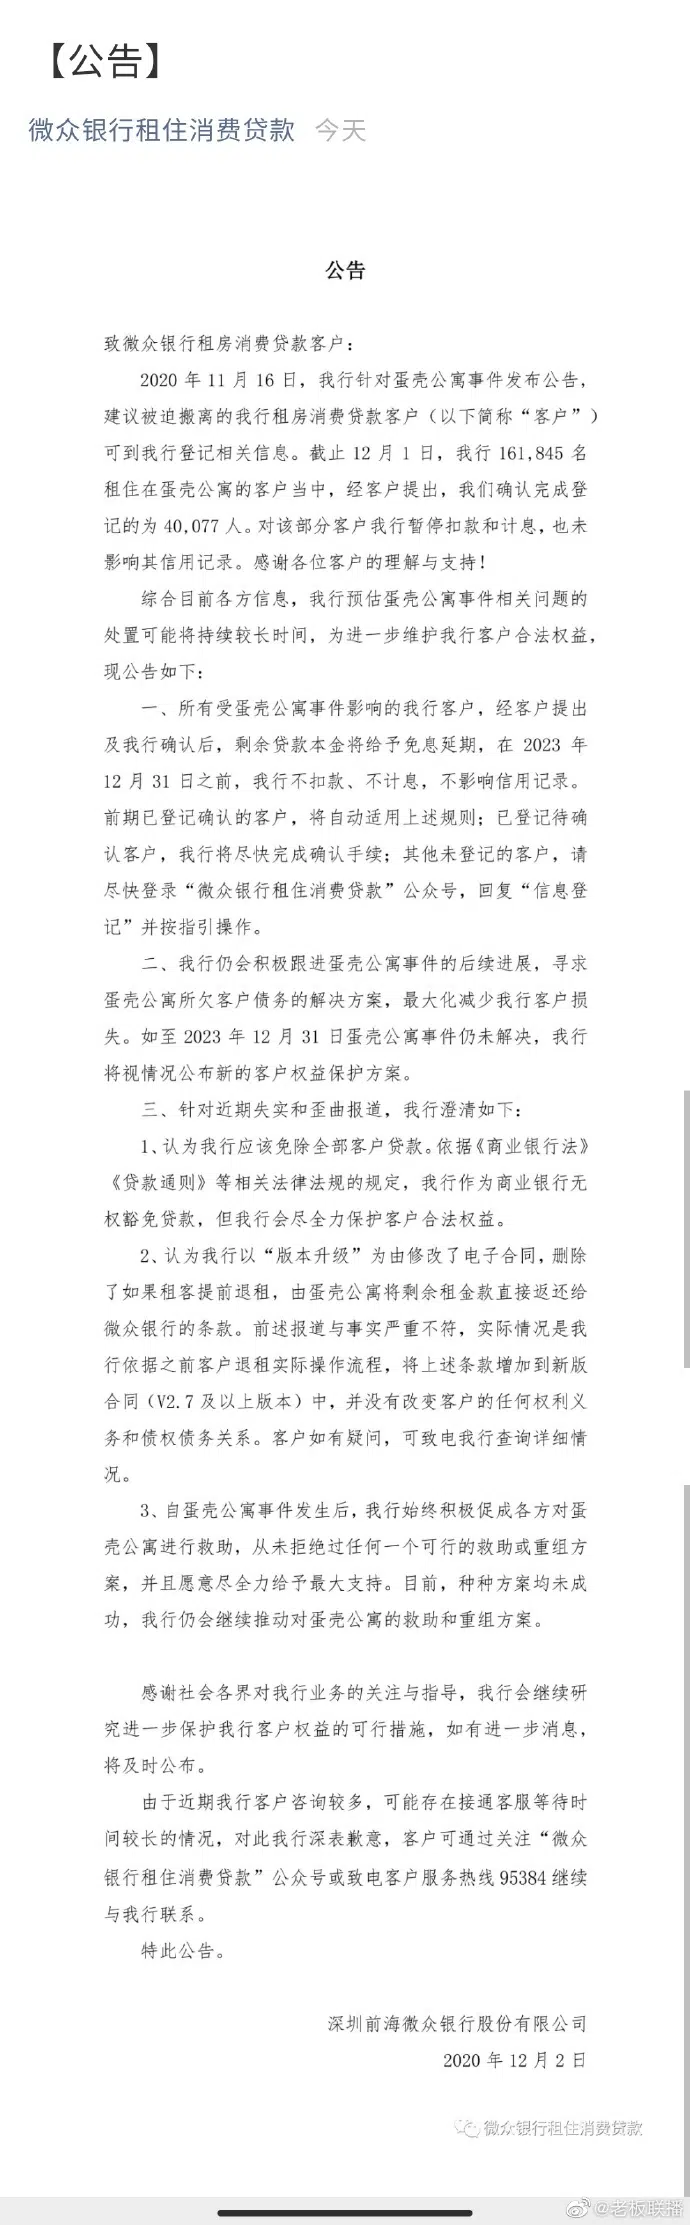 【公告】
微众银行租住消费贷款 今天
公告
致微众银行租房消费贷款客户：
2020 年 11 月 16 日，我行针对蛋壳公寓事件发布公告，
建议被迫搬离的我行租房消费贷款客户（以下简称“客户”）
可到我行登记相关信息。截止 12 月 1 日，我行 161,845 名
租住在蛋壳公寓的客户当中，经客户提出，我们确认完成登
记的为 40,077 人。对该部分客户我行暂停扣款和计息，也未
影响其信用记录。感谢各位客户的理解与支持！
综合目前各方信息，我行预估蛋壳公寓事件相关问题的
处置可能将持续较长时间，为进一步维护我行客户合法权益，
现公告如下：
一、所有受蛋壳公寓事件影响的我行客户，经客户提出
及我行确认后，剩余贷款本金将给予免息延期，在 2023 年
12 月 31 日之前，我行不扣款、不计息，不影响信用记录。
前期已登记确认的客户，将自动适用上述规则；已登记待确
认客户，我行将尽快完成确认手续；其他未登记的客户，请
尽快登录“微众银行租住消费贷款”公众号，回复“信息登
记”并按指引操作。
二、我行仍会积极跟进蛋壳公寓事件的后续进展，寻求
蛋壳公寓所欠客户债务的解决方案，最大化减少我行客户损
失。如至 2023 年 12 月 31 日蛋壳公寓事件仍未解决，我行
将视情况公布新的客户权益保护方案。
三、针对近期失实和歪曲报道，我行澄清如下：
1、认为我行应该免除全部客户贷款。依据《商业银行法》
《贷款通则》等相关法律法规的规定，我行作为商业银行无
权豁免贷款，但我行会尽全力保护客户合法权益。
2、认为我行以“版本升级”为由修改了电子合同，删除
了如果租客提前退租，由蛋壳公寓将剩余租金款直接返还给
微众银行的条款。前述报道与事实严重不符，实际情况是我
行依据之前客户退租实际操作流程，将上述条款增加到新版
合同（V2.7 及以上版本）中，并没有改变客户的任何权利义
务和债权债务关系。客户如有疑问，可致电我行查询详细情
况。
3、自蛋壳公寓事件发生后，我行始终积极促成各方对蛋
壳公寓进行救助，从未拒绝过任何一个可行的救助或重组方
案，并且愿意尽全力给予最大支持。目前，种种方案均未成
功，我行仍会继续推动对蛋壳公寓的救助和重组方案。
感谢社会各界对我行业务的关注与指导，我行会继续研
究进一步保护我行客户权益的可行措施，如有进一步消息，
将及时公布。
由于近期我行客户咨询较多，可能存在接通客服等待时
间较长的情况，对此我行深表歉意，客户可通过关注“微众
银行租住消费贷款”公众号或致电客户服务热线 95384 继续
与我行联系。
特此公告。
深圳前海微众银行股份有限公司
2020 年 12 月 2 日
微众银行租住消费贷款
@老板联播